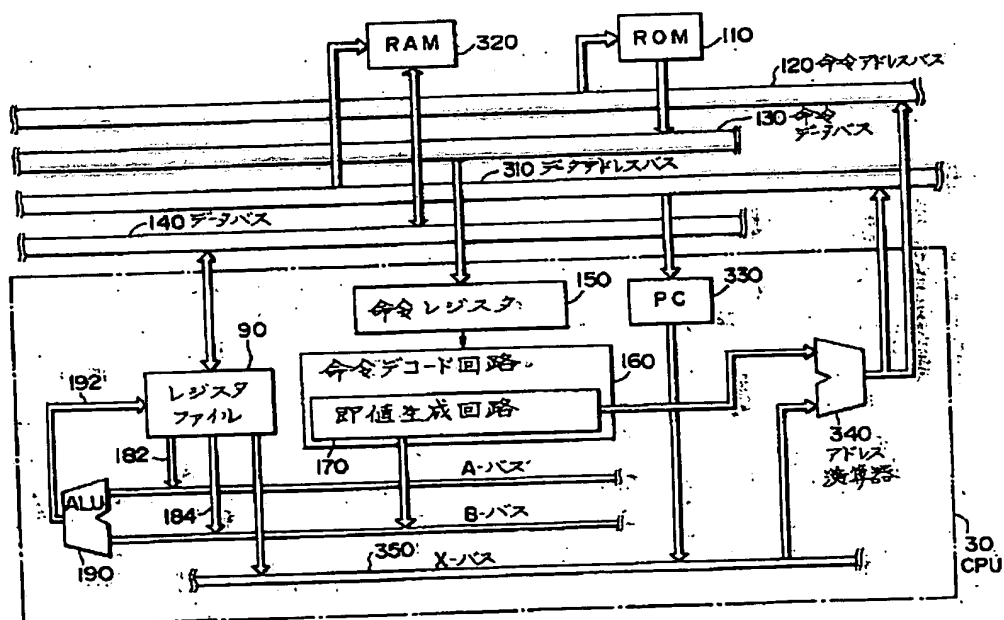 RAM
320
ROM
110
120 命令アドレスバス
130 命令
データバス
310 データアドレスバス
140 データバス
命令レジスタ
150
PC
330
90
命令デコード回路
160
192
レジスタ
ファイル
即値生成回路
170
340
アドレス
演算器
182
A-バス
184
ALU
B-バス
190
350
X-バス
30
CPU